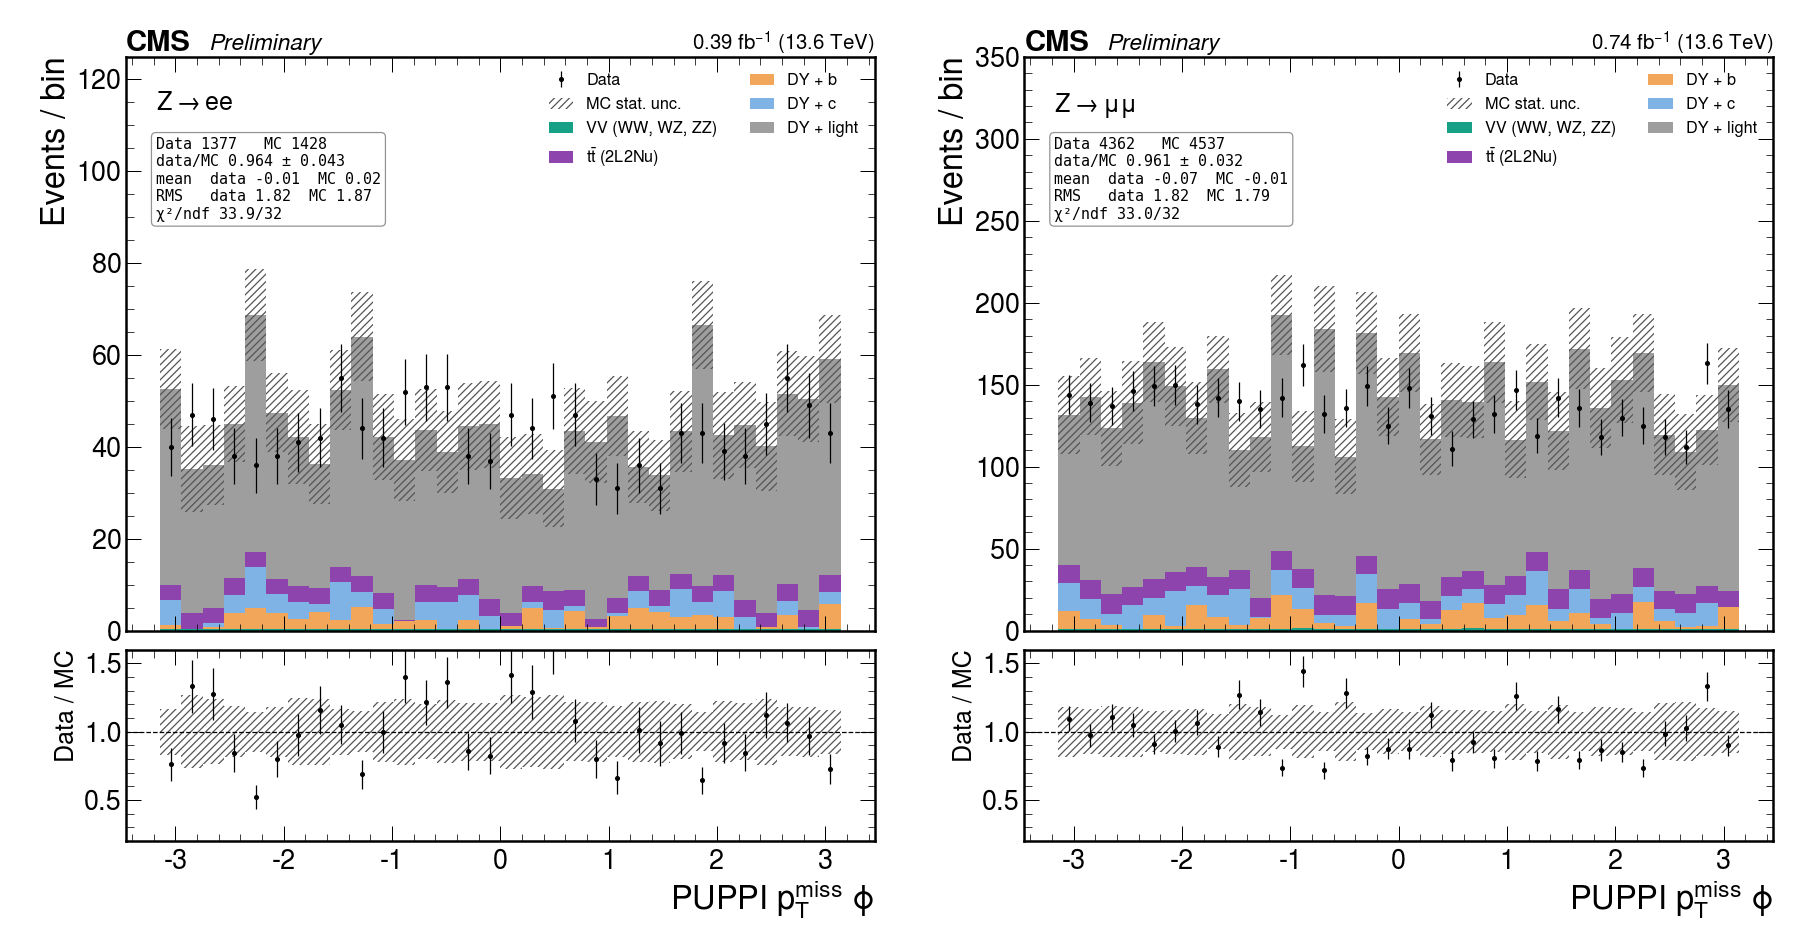 CMS Preliminary 0.39 fb⁻¹ (13.6 TeV)
Events / bin
120
100
80
60
40
20
0
Z→ee
Data 1377 MC 1428
data/MC 0.964 ± 0.043
mean data -0.01 MC 0.02
RMS data 1.82 MC 1.87
χ²/ndf 33.9/32
Data
MC stat. unc.
VV (WW, WZ, ZZ)
tt̄ (2L2Nu)
DY + b
DY + c
DY + light
Data / MC
1.5
1.0
0.5
-3 -2 -1 0 1 2 3
PUPPI p_T^miss ϕ
CMS Preliminary 0.74 fb⁻¹ (13.6 TeV)
Events / bin
350
300
250
200
150
100
50
0
Z→μμ
Data 4362 MC 4537
data/MC 0.961 ± 0.032
mean data -0.07 MC -0.01
RMS data 1.82 MC 1.79
χ²/ndf 33.0/32
Data
MC stat. unc.
VV (WW, WZ, ZZ)
tt̄ (2L2Nu)
DY + b
DY + c
DY + light
Data / MC
1.5
1.0
0.5
-3 -2 -1 0 1 2 3
PUPPI p_T^miss ϕ